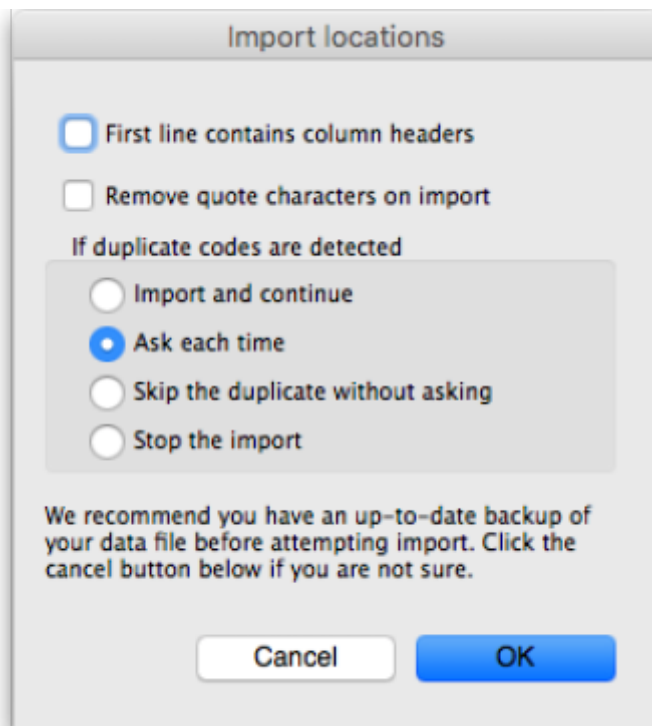 Import locations
First line contains column headers
Remove quote characters on import
If duplicate codes are detected
Import and continue
Ask each time
Skip the duplicate without asking
Stop the import
We recommend you have an up-to-date backup of
your data file before attempting import. Click the
cancel button below if you are not sure.
Cancel
OK